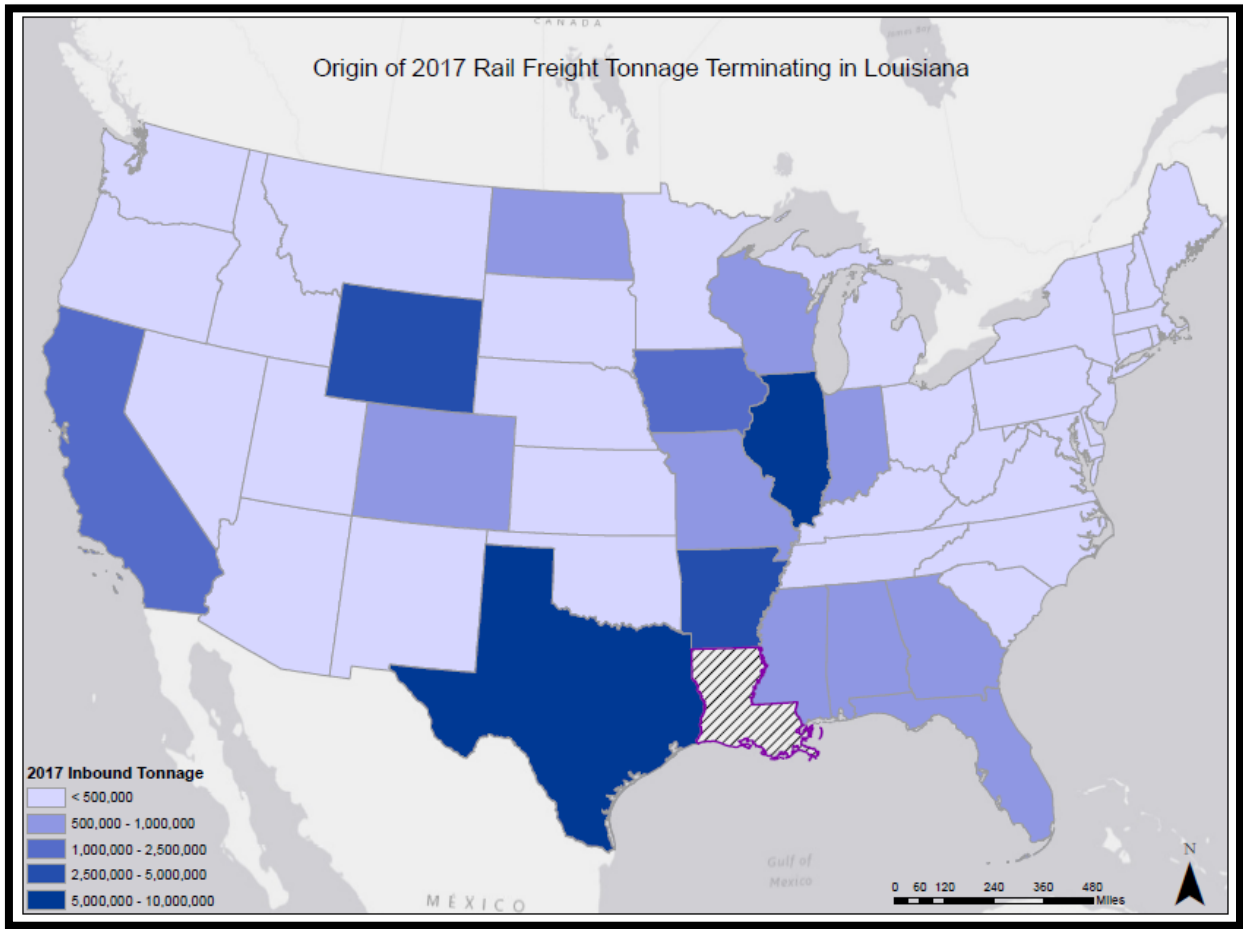 CANADA
James Bay
Origin of 2017 Rail Freight Tonnage Terminating in Louisiana
2017 Inbound Tonnage
< 500,000
500,000 - 1,000,000
1,000,000 - 2,500,000
2,500,000 - 5,000,000
5,000,000 - 10,000,000
MÉXICO
Gulf of
Mexico
N
0 60 120 240 360 480
Miles